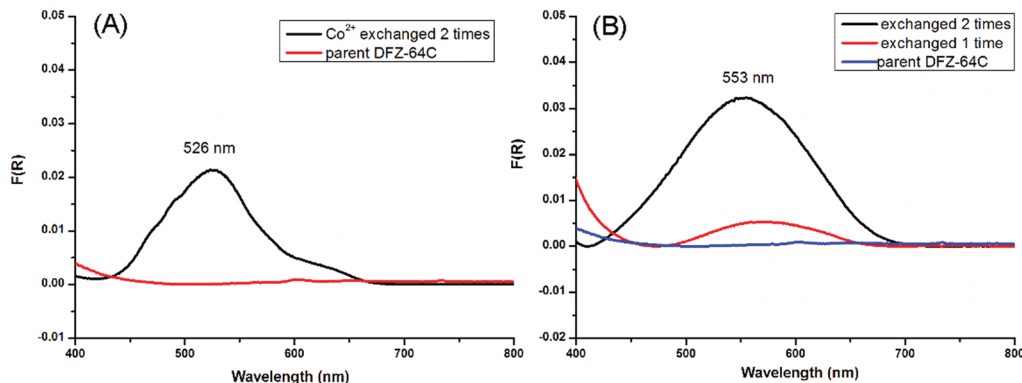 (A)
Co²⁺ exchanged 2 times
parent DFZ-64C
526 nm
F(R)
0.05
0.04
0.03
0.02
0.01
0.00
-0.01
400
500
600
700
800
Wavelength (nm)
(B)
exchanged 2 times
exchanged 1 time
parent DFZ-64C
553 nm
F(R)
0.05
0.04
0.03
0.02
0.01
0.00
-0.01
-0.02
400
500
600
700
800
Wavelength (nm)